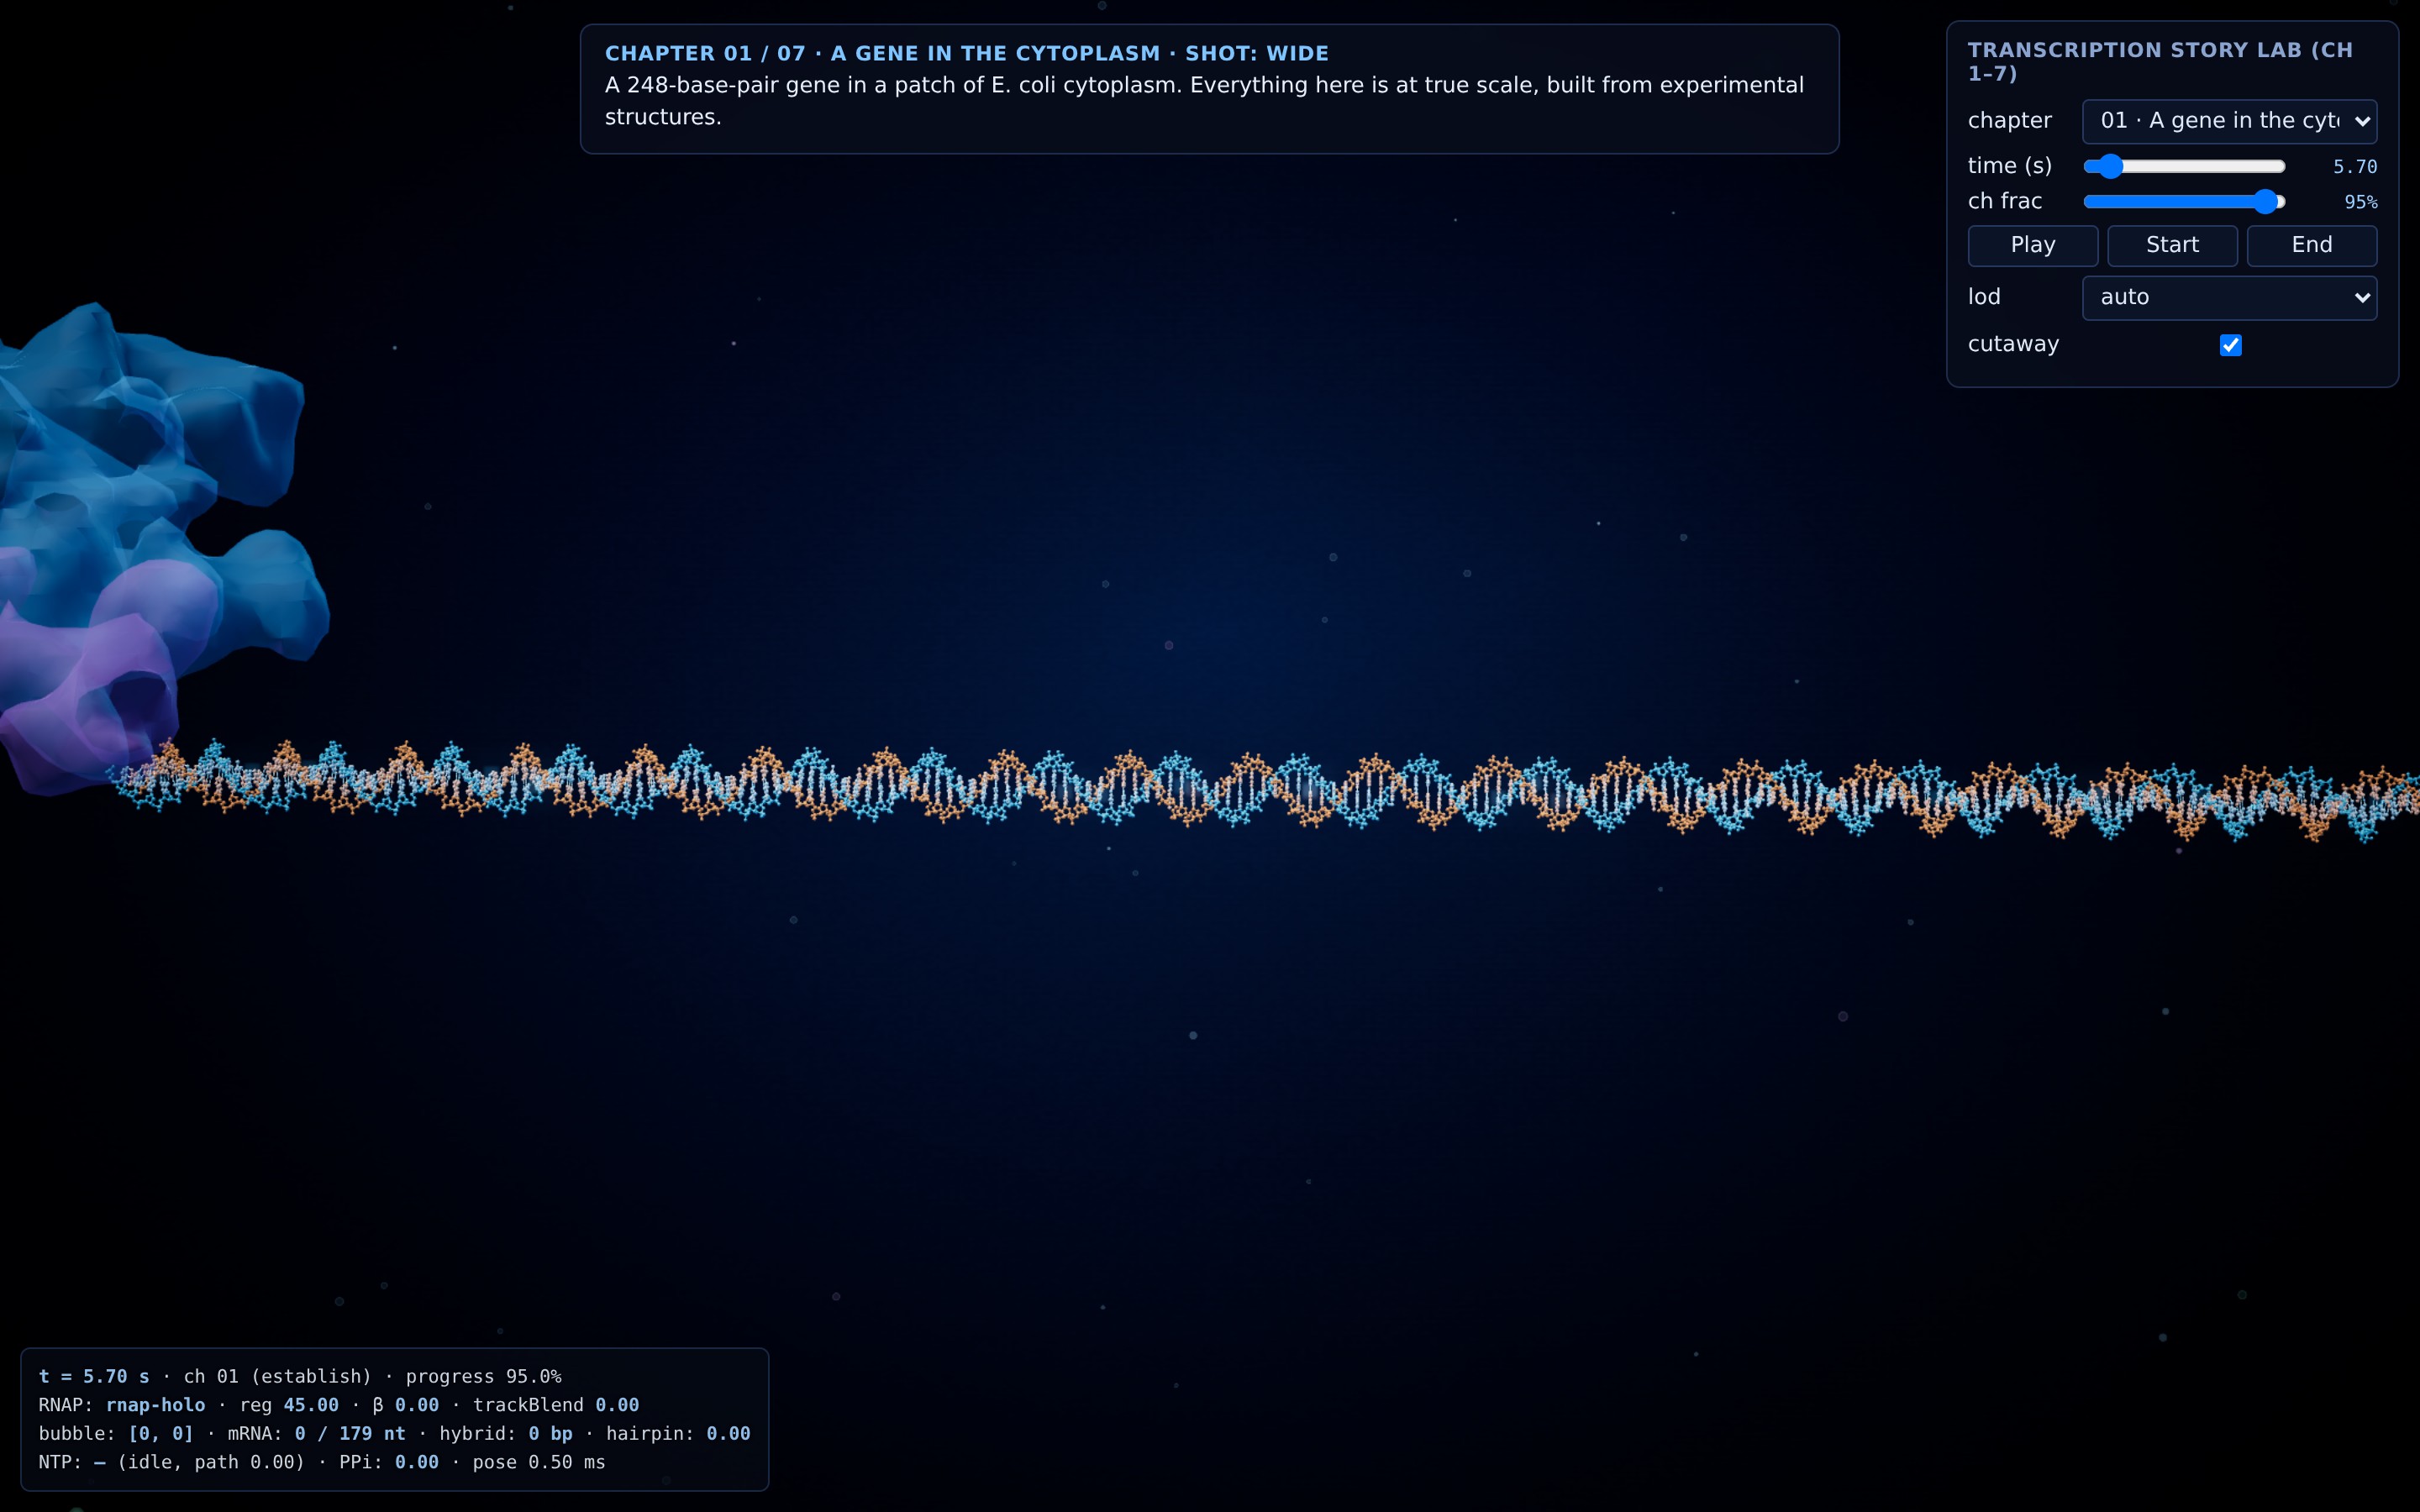 CHAPTER 01 / 07 · A GENE IN THE CYTOPLASM · SHOT: WIDE
A 248-base-pair gene in a patch of E. coli cytoplasm. Everything here is at true scale, built from experimental
structures.
TRANSCRIPTION STORY LAB (CH
1–7)
chapter 01 · A gene in the cyt
time (s) 5.70
ch frac 95%
Play Start End
lod auto
cutaway
t = 5.70 s · ch 01 (establish) · progress 95.0%
RNAP: rnap-holo · reg 45.00 · β 0.00 · trackBlend 0.00
bubble: [0, 0] · mRNA: 0 / 179 nt · hybrid: 0 bp · hairpin: 0.00
NTP: — (idle, path 0.00) · PPi: 0.00 · pose 0.50 ms